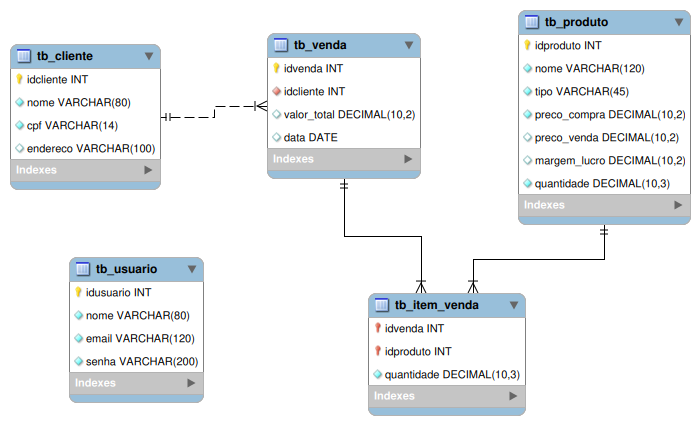 tb_cliente
idcliente INT
nome VARCHAR(80)
cpf VARCHAR(14)
endereco VARCHAR(100)
Indexes
tb_venda
idvenda INT
idcliente INT
valor_total DECIMAL(10,2)
data DATE
Indexes
tb_produto
idproduto INT
nome VARCHAR(120)
tipo VARCHAR(45)
preco_compra DECIMAL(10,2)
preco_venda DECIMAL(10,2)
margem_lucro DECIMAL(10,2)
quantidade DECIMAL(10,3)
Indexes
tb_usuario
idusuario INT
nome VARCHAR(80)
email VARCHAR(120)
senha VARCHAR(200)
Indexes
tb_item_venda
idvenda INT
idproduto INT
quantidade DECIMAL(10,3)
Indexes